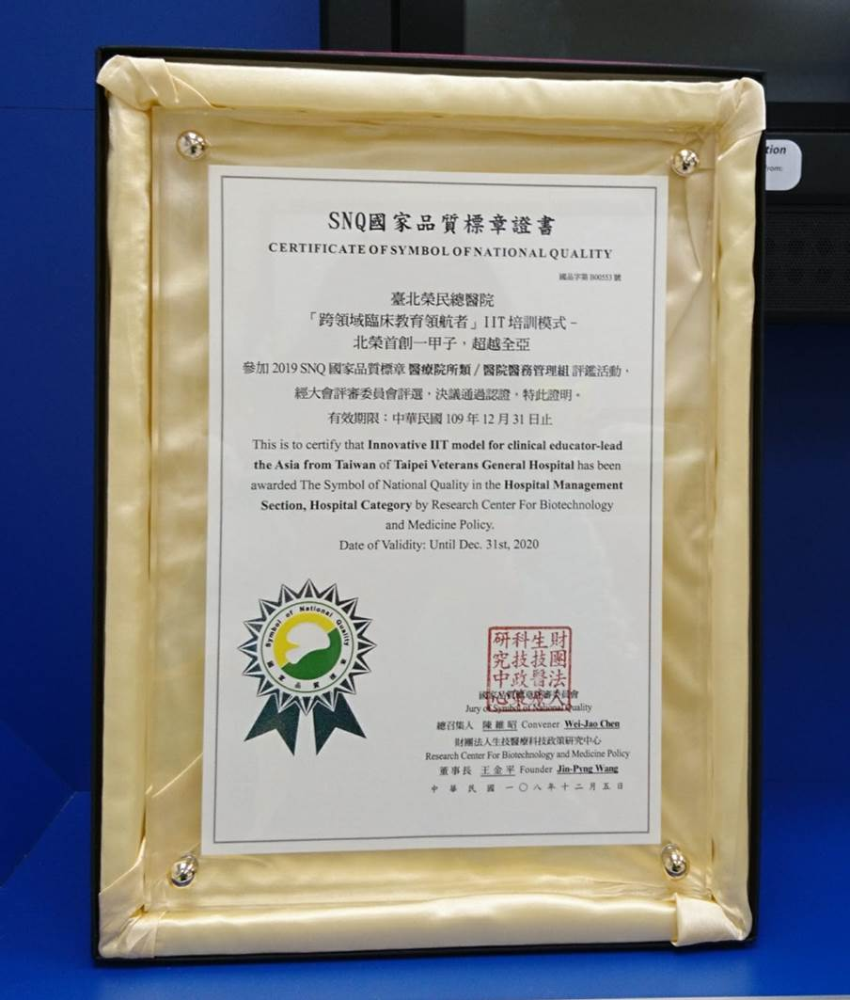 SNQ國家品質標章證書
CERTIFICATE OF SYMBOL OF NATIONAL QUALITY
國品字第 B00553 號
臺北榮民總醫院
「跨領域臨床教育領航者」IIT 培訓模式–
北榮首創一甲子，超越全亞
參加 2019 SNQ 國家品質標章 醫療院所類 / 醫院醫務管理組 評鑑活動，
經大會評審委員會評選，決議通過認證，特此證明。
有效期限：中華民國 109 年 12 月 31 日止
This is to certify that Innovative IIT model for clinical educator-lead
the Asia from Taiwan of Taipei Veterans General Hospital has been
awarded The Symbol of National Quality in the Hospital Management
Section, Hospital Category by Research Center For Biotechnology
and Medicine Policy.
Date of Validity: Until Dec. 31st, 2020
Symbol of National Quality
國家品質標章
財團法人
生技醫療
科技政策
研究中心
國家品質標章評審委員會
Jury of Symbol of National Quality
總召集人 陳維昭 Convener Wei-Jao Chen
財團法人生技醫療科技政策研究中心
Research Center For Biotechnology and Medicine Policy
董事長 王金平 Founder Jin-Pyng Wang
中華民國一〇八年十二月五日
tion
from: